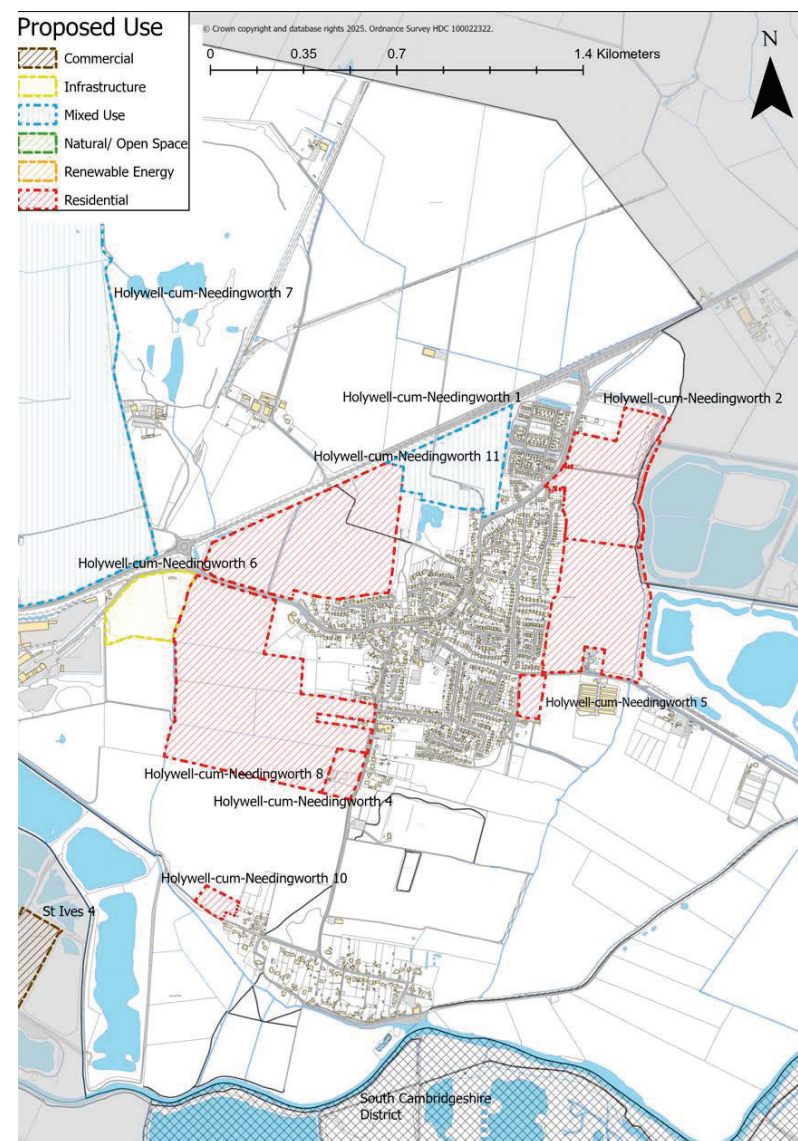 Proposed Use
Commercial
Infrastructure
Mixed Use
Natural/ Open Space
Renewable Energy
Residential
© Crown copyright and database rights 2025. Ordnance Survey HDC 100022322.
0 0.35 0.7 1.4 Kilometers
N
Holywell-cum-Needingworth 7
Holywell-cum-Needingworth 1
Holywell-cum-Needingworth 2
Holywell-cum-Needingworth 11
Holywell-cum-Needingworth 6
Holywell-cum-Needingworth 5
Holywell-cum-Needingworth 8
Holywell-cum-Needingworth 4
Holywell-cum-Needingworth 10
St Ives 4
South Cambridgeshire
District